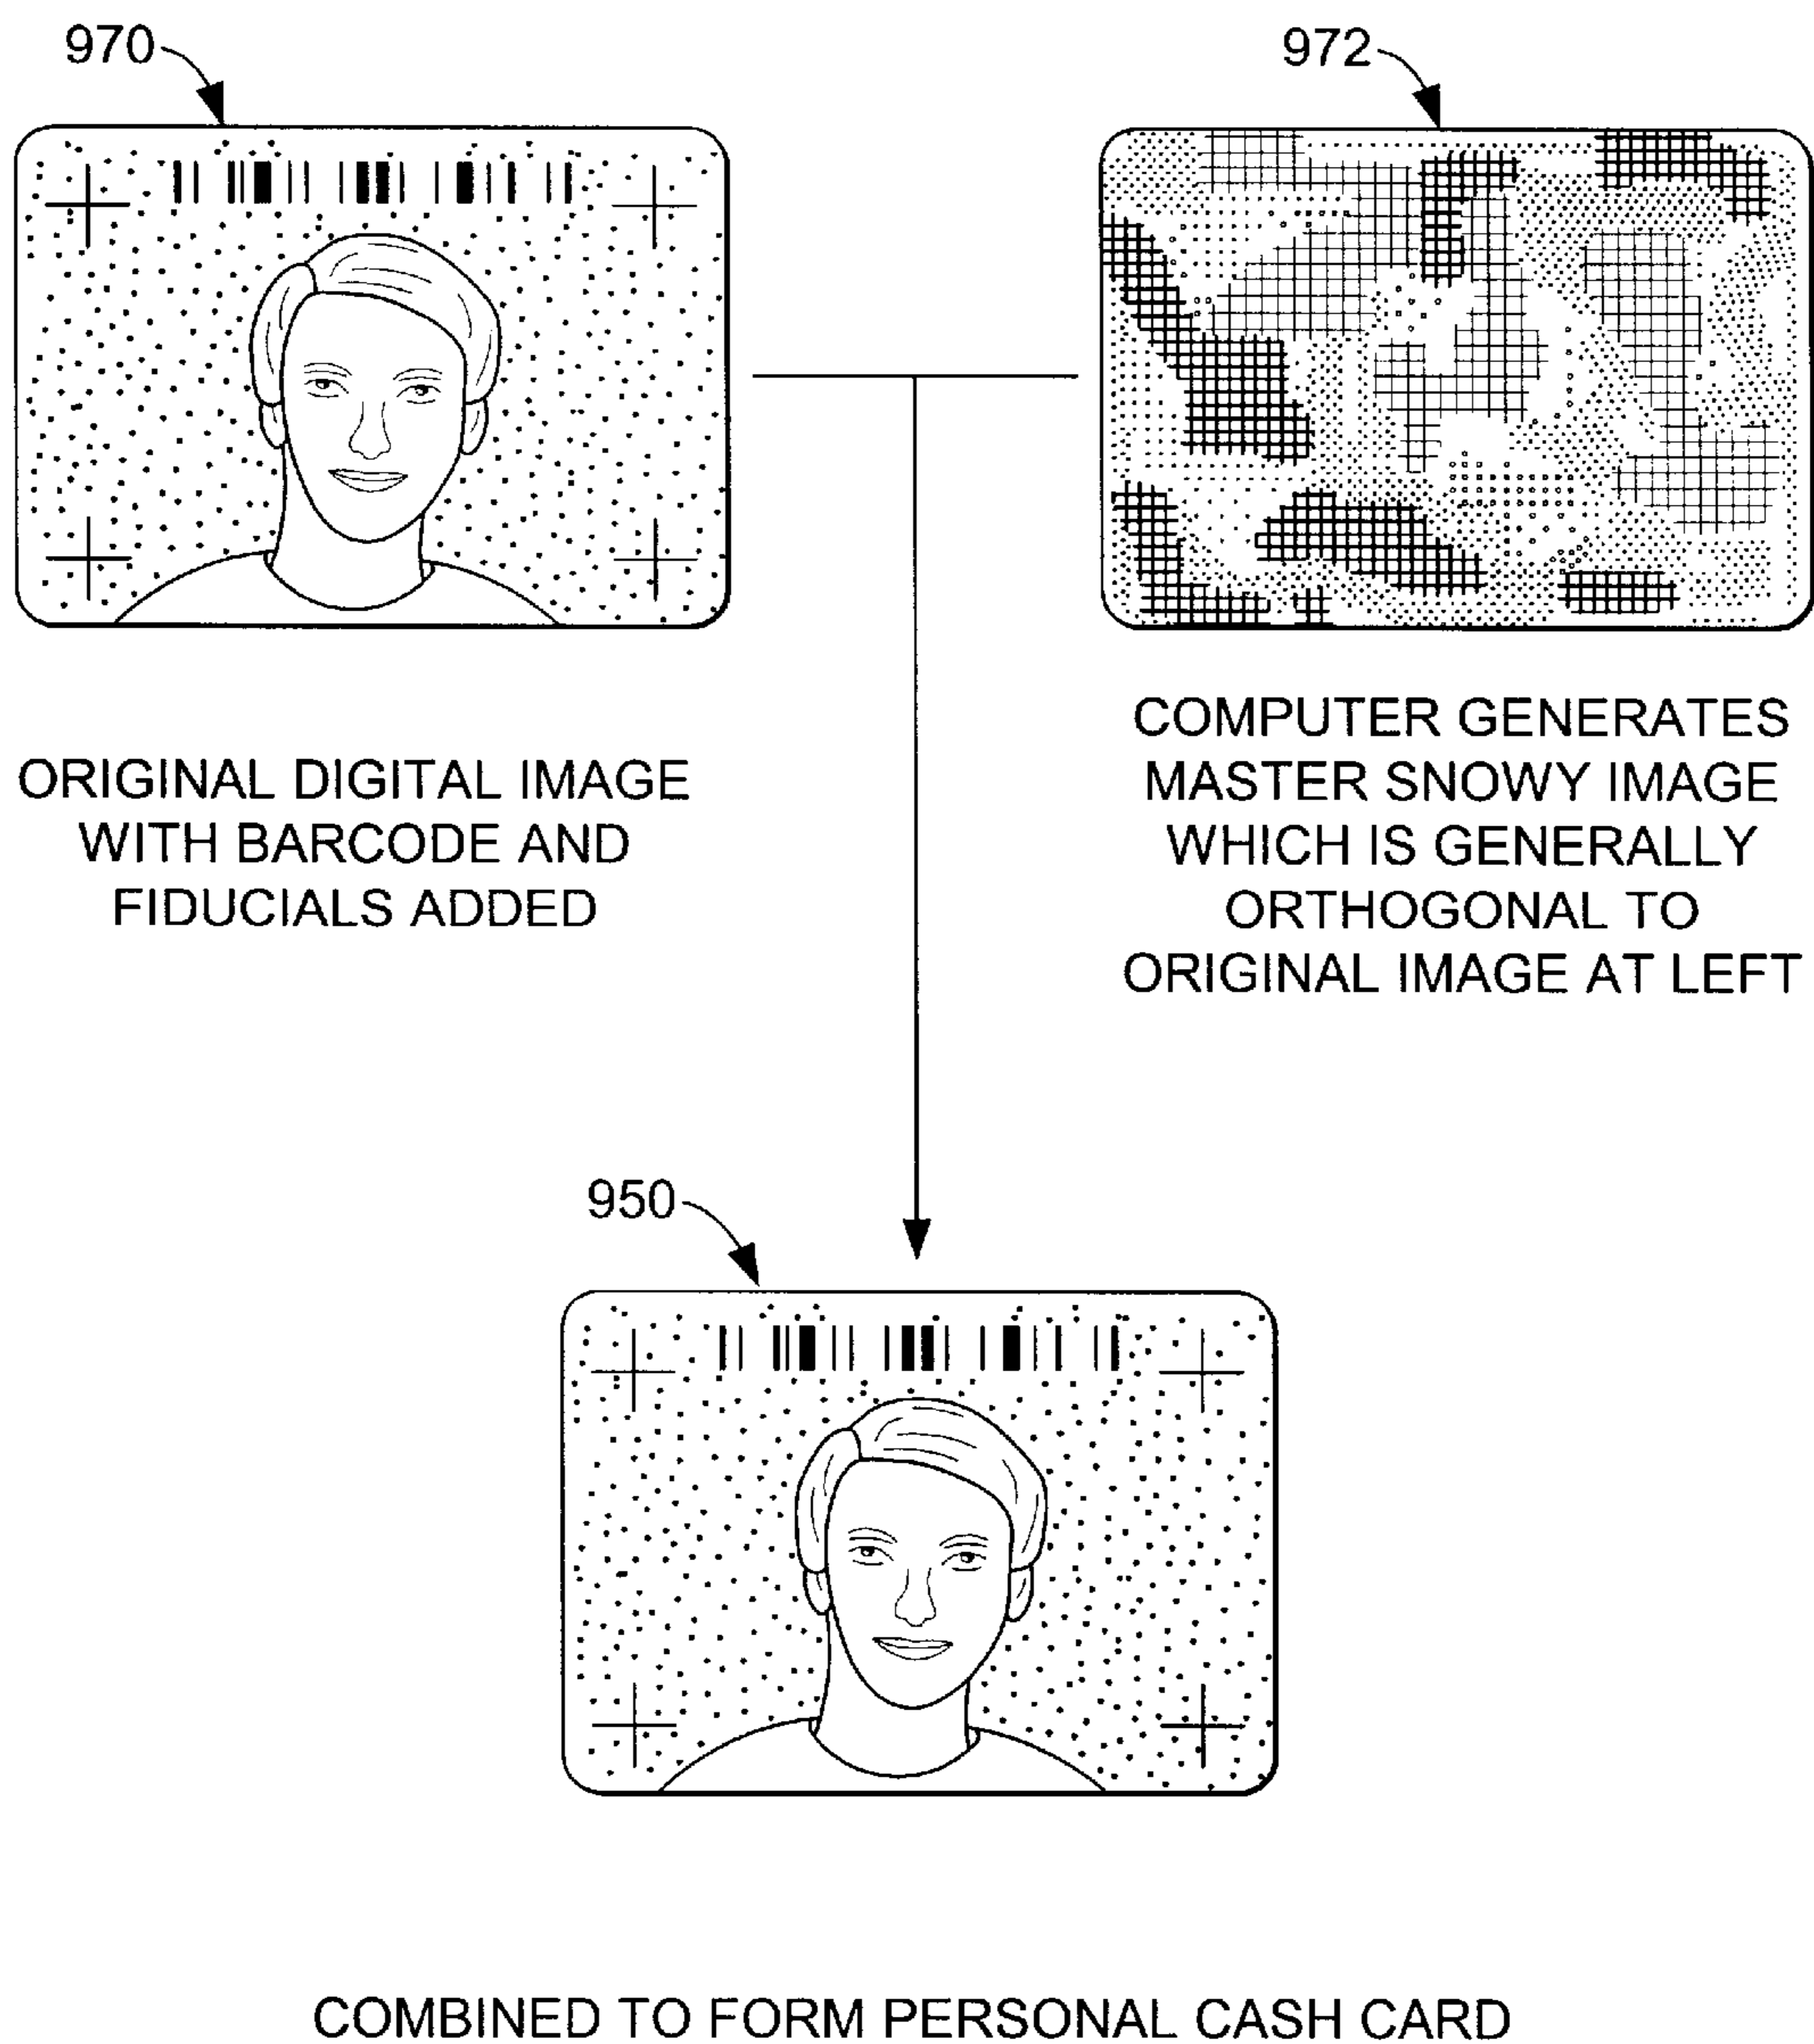 970
972
ORIGINAL DIGITAL IMAGE
WITH BARCODE AND
FIDUCIALS ADDED
COMPUTER GENERATES
MASTER SNOWY IMAGE
WHICH IS GENERALLY
ORTHOGONAL TO
ORIGINAL IMAGE AT LEFT
950
COMBINED TO FORM PERSONAL CASH CARD